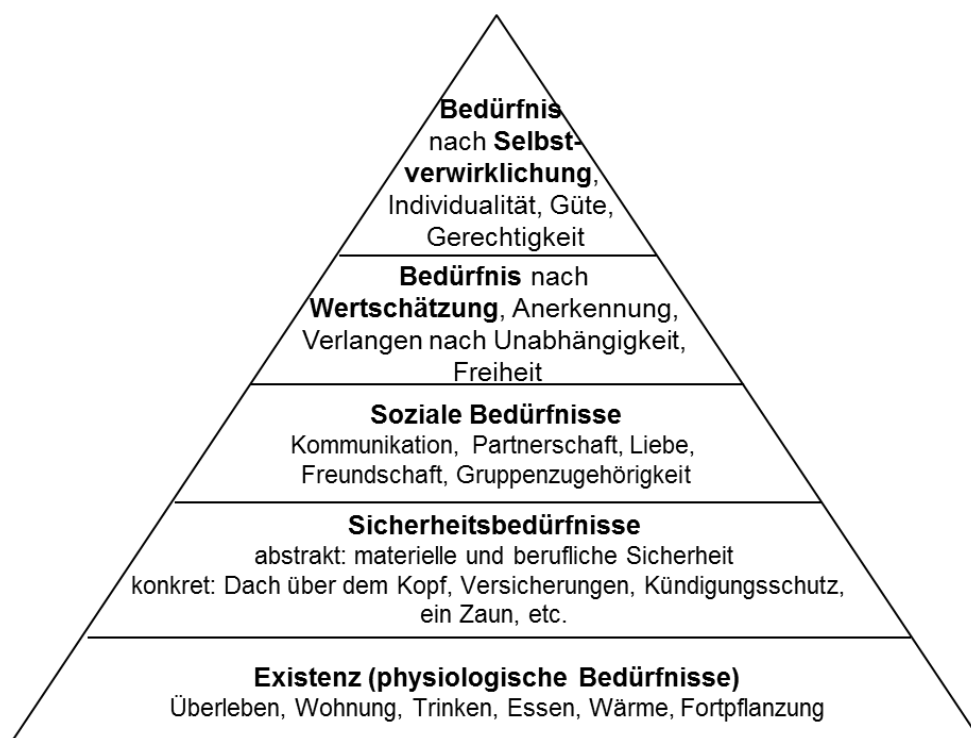 Bedürfnis
nach Selbst-
verwirklichung,
Individualität, Güte,
Gerechtigkeit
Bedürfnis nach
Wertschätzung, Anerkennung,
Verlangen nach Unabhängigkeit,
Freiheit
Soziale Bedürfnisse
Kommunikation, Partnerschaft, Liebe,
Freundschaft, Gruppenzugehörigkeit
Sicherheitsbedürfnisse
abstrakt: materielle und berufliche Sicherheit
konkret: Dach über dem Kopf, Versicherungen, Kündigungsschutz,
ein Zaun, etc.
Existenz (physiologische Bedürfnisse)
Überleben, Wohnung, Trinken, Essen, Wärme, Fortpflanzung